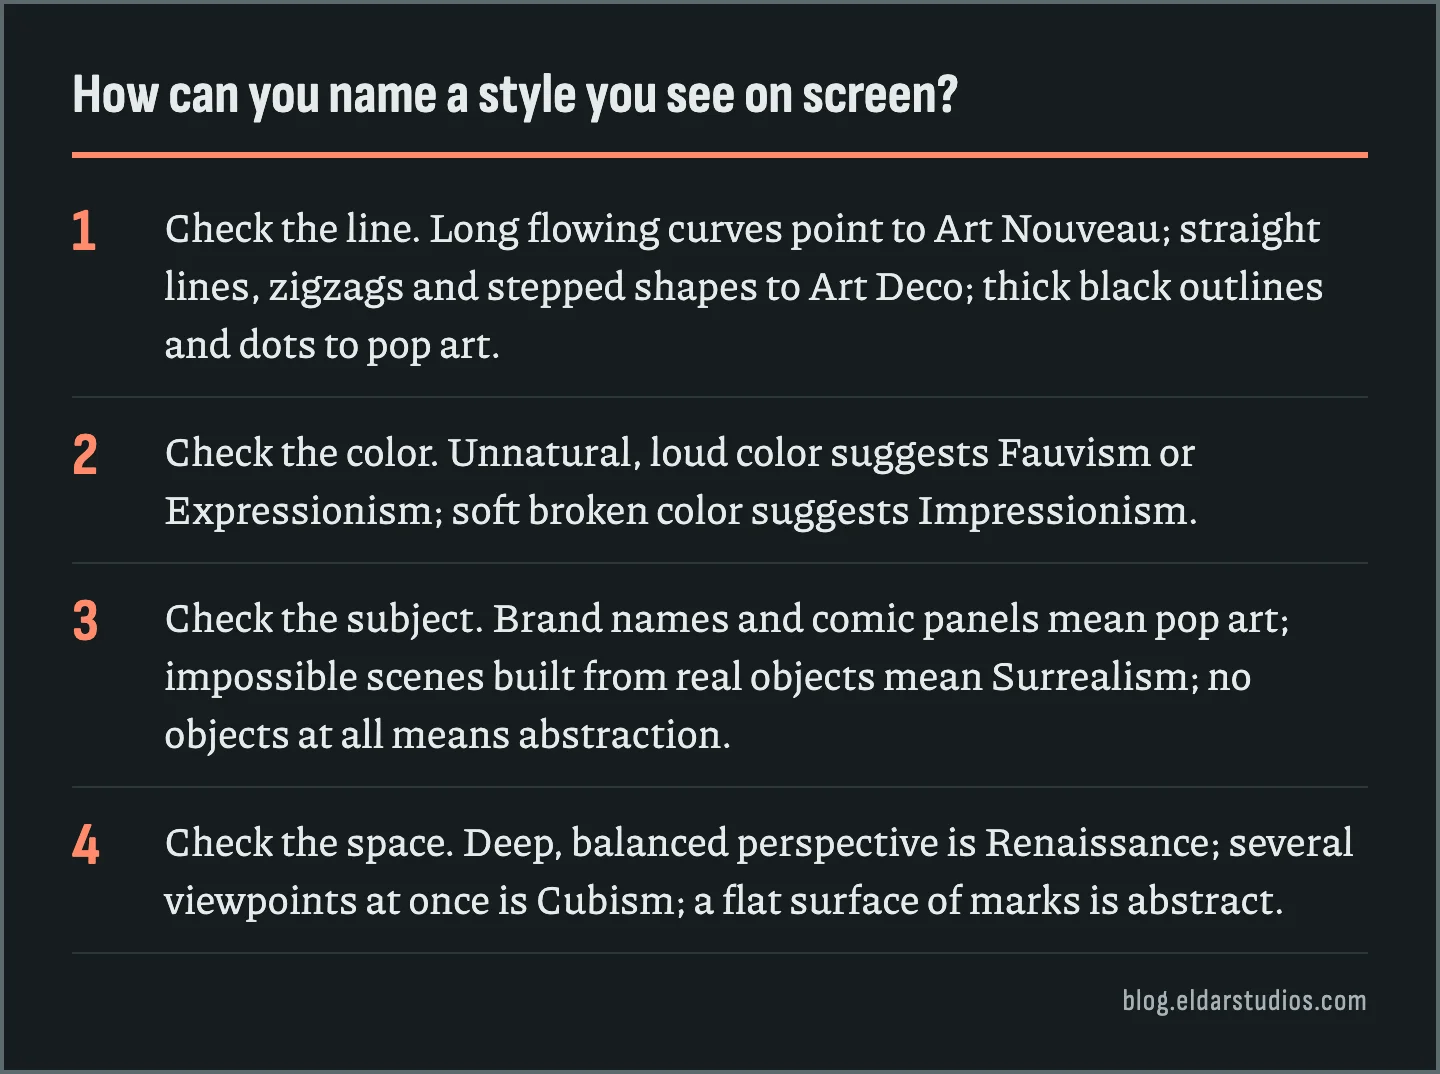 How can you name a style you see on screen?
1
Check the line. Long flowing curves point to Art Nouveau; straight
lines, zigzags and stepped shapes to Art Deco; thick black outlines
and dots to pop art.
2
Check the color. Unnatural, loud color suggests Fauvism or
Expressionism; soft broken color suggests Impressionism.
3
Check the subject. Brand names and comic panels mean pop art;
impossible scenes built from real objects mean Surrealism; no
objects at all means abstraction.
4
Check the space. Deep, balanced perspective is Renaissance; several
viewpoints at once is Cubism; a flat surface of marks is abstract.
blog.eldarstudios.com